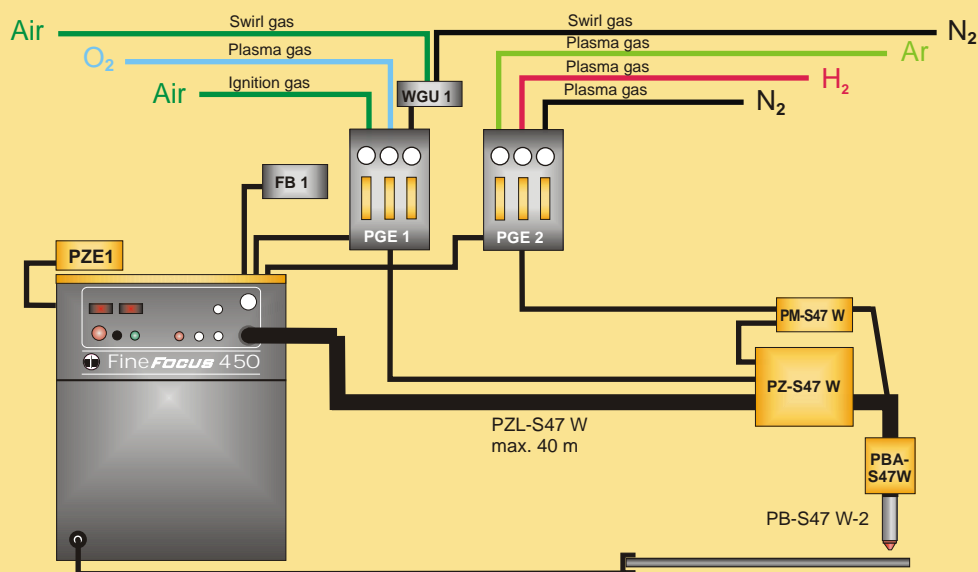 Swirl gas
Swirl gas
Air
N₂
Plasma gas
Plasma gas
Ar
O₂
Ignition gas
Plasma gas
H₂
Air
WGU 1
Plasma gas
N₂
FB 1
PGE 1
PGE 2
PZE1
PM-S47 W
FineFocus 450
PZ-S47 W
PZL-S47 W
max. 40 m
PBA-
S47W
PB-S47 W-2